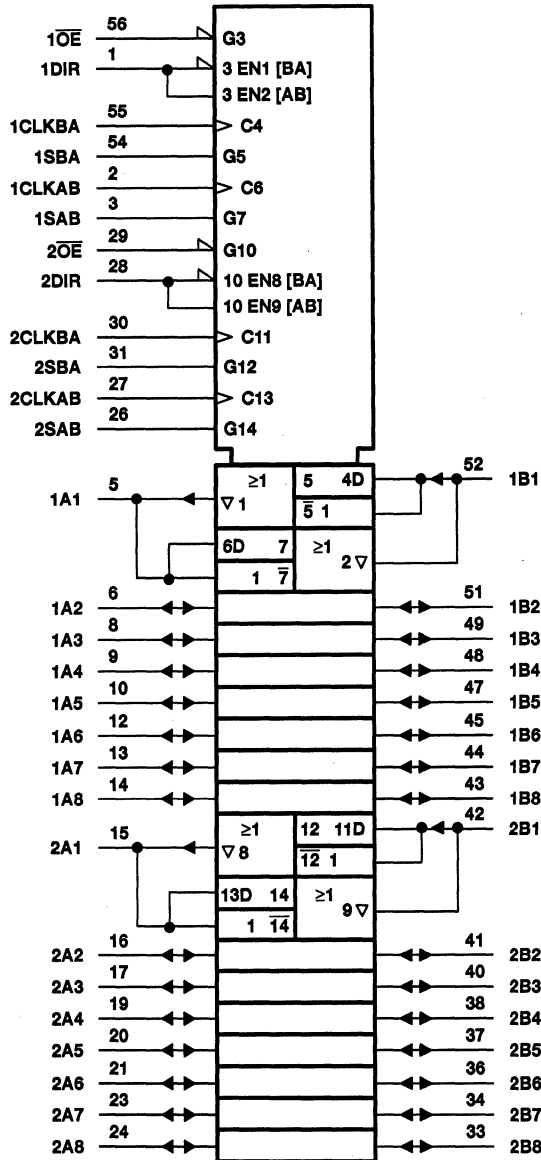 56
1O̅E̅ G3
1
1DIR 3 EN1 [BA]
3 EN2 [AB]
55
1CLKBA C4
54
1SBA G5
2
1CLKAB C6
3
1SAB G7
29
2O̅E̅ G10
28
2DIR 10 EN8 [BA]
10 EN9 [AB]
30
2CLKBA C11
31
2SBA G12
27
2CLKAB C13
26
2SAB G14
5 ≥1 5 4D 52
1A1 ▽1 5̅ 1 1B1
6D 7 ≥1
1 7̅ 2▽
6 51
1A2 1B2
8 49
1A3 1B3
9 48
1A4 1B4
10 47
1A5 1B5
12 45
1A6 1B6
13 44
1A7 1B7
14 43
1A8 1B8
15 ≥1 12 11D 42
2A1 ▽8 1̅2̅ 1 2B1
13D 14 ≥1
1 1̅4̅ 9▽
16 41
2A2 2B2
17 40
2A3 2B3
19 38
2A4 2B4
20 37
2A5 2B5
21 36
2A6 2B6
23 34
2A7 2B7
24 33
2A8 2B8